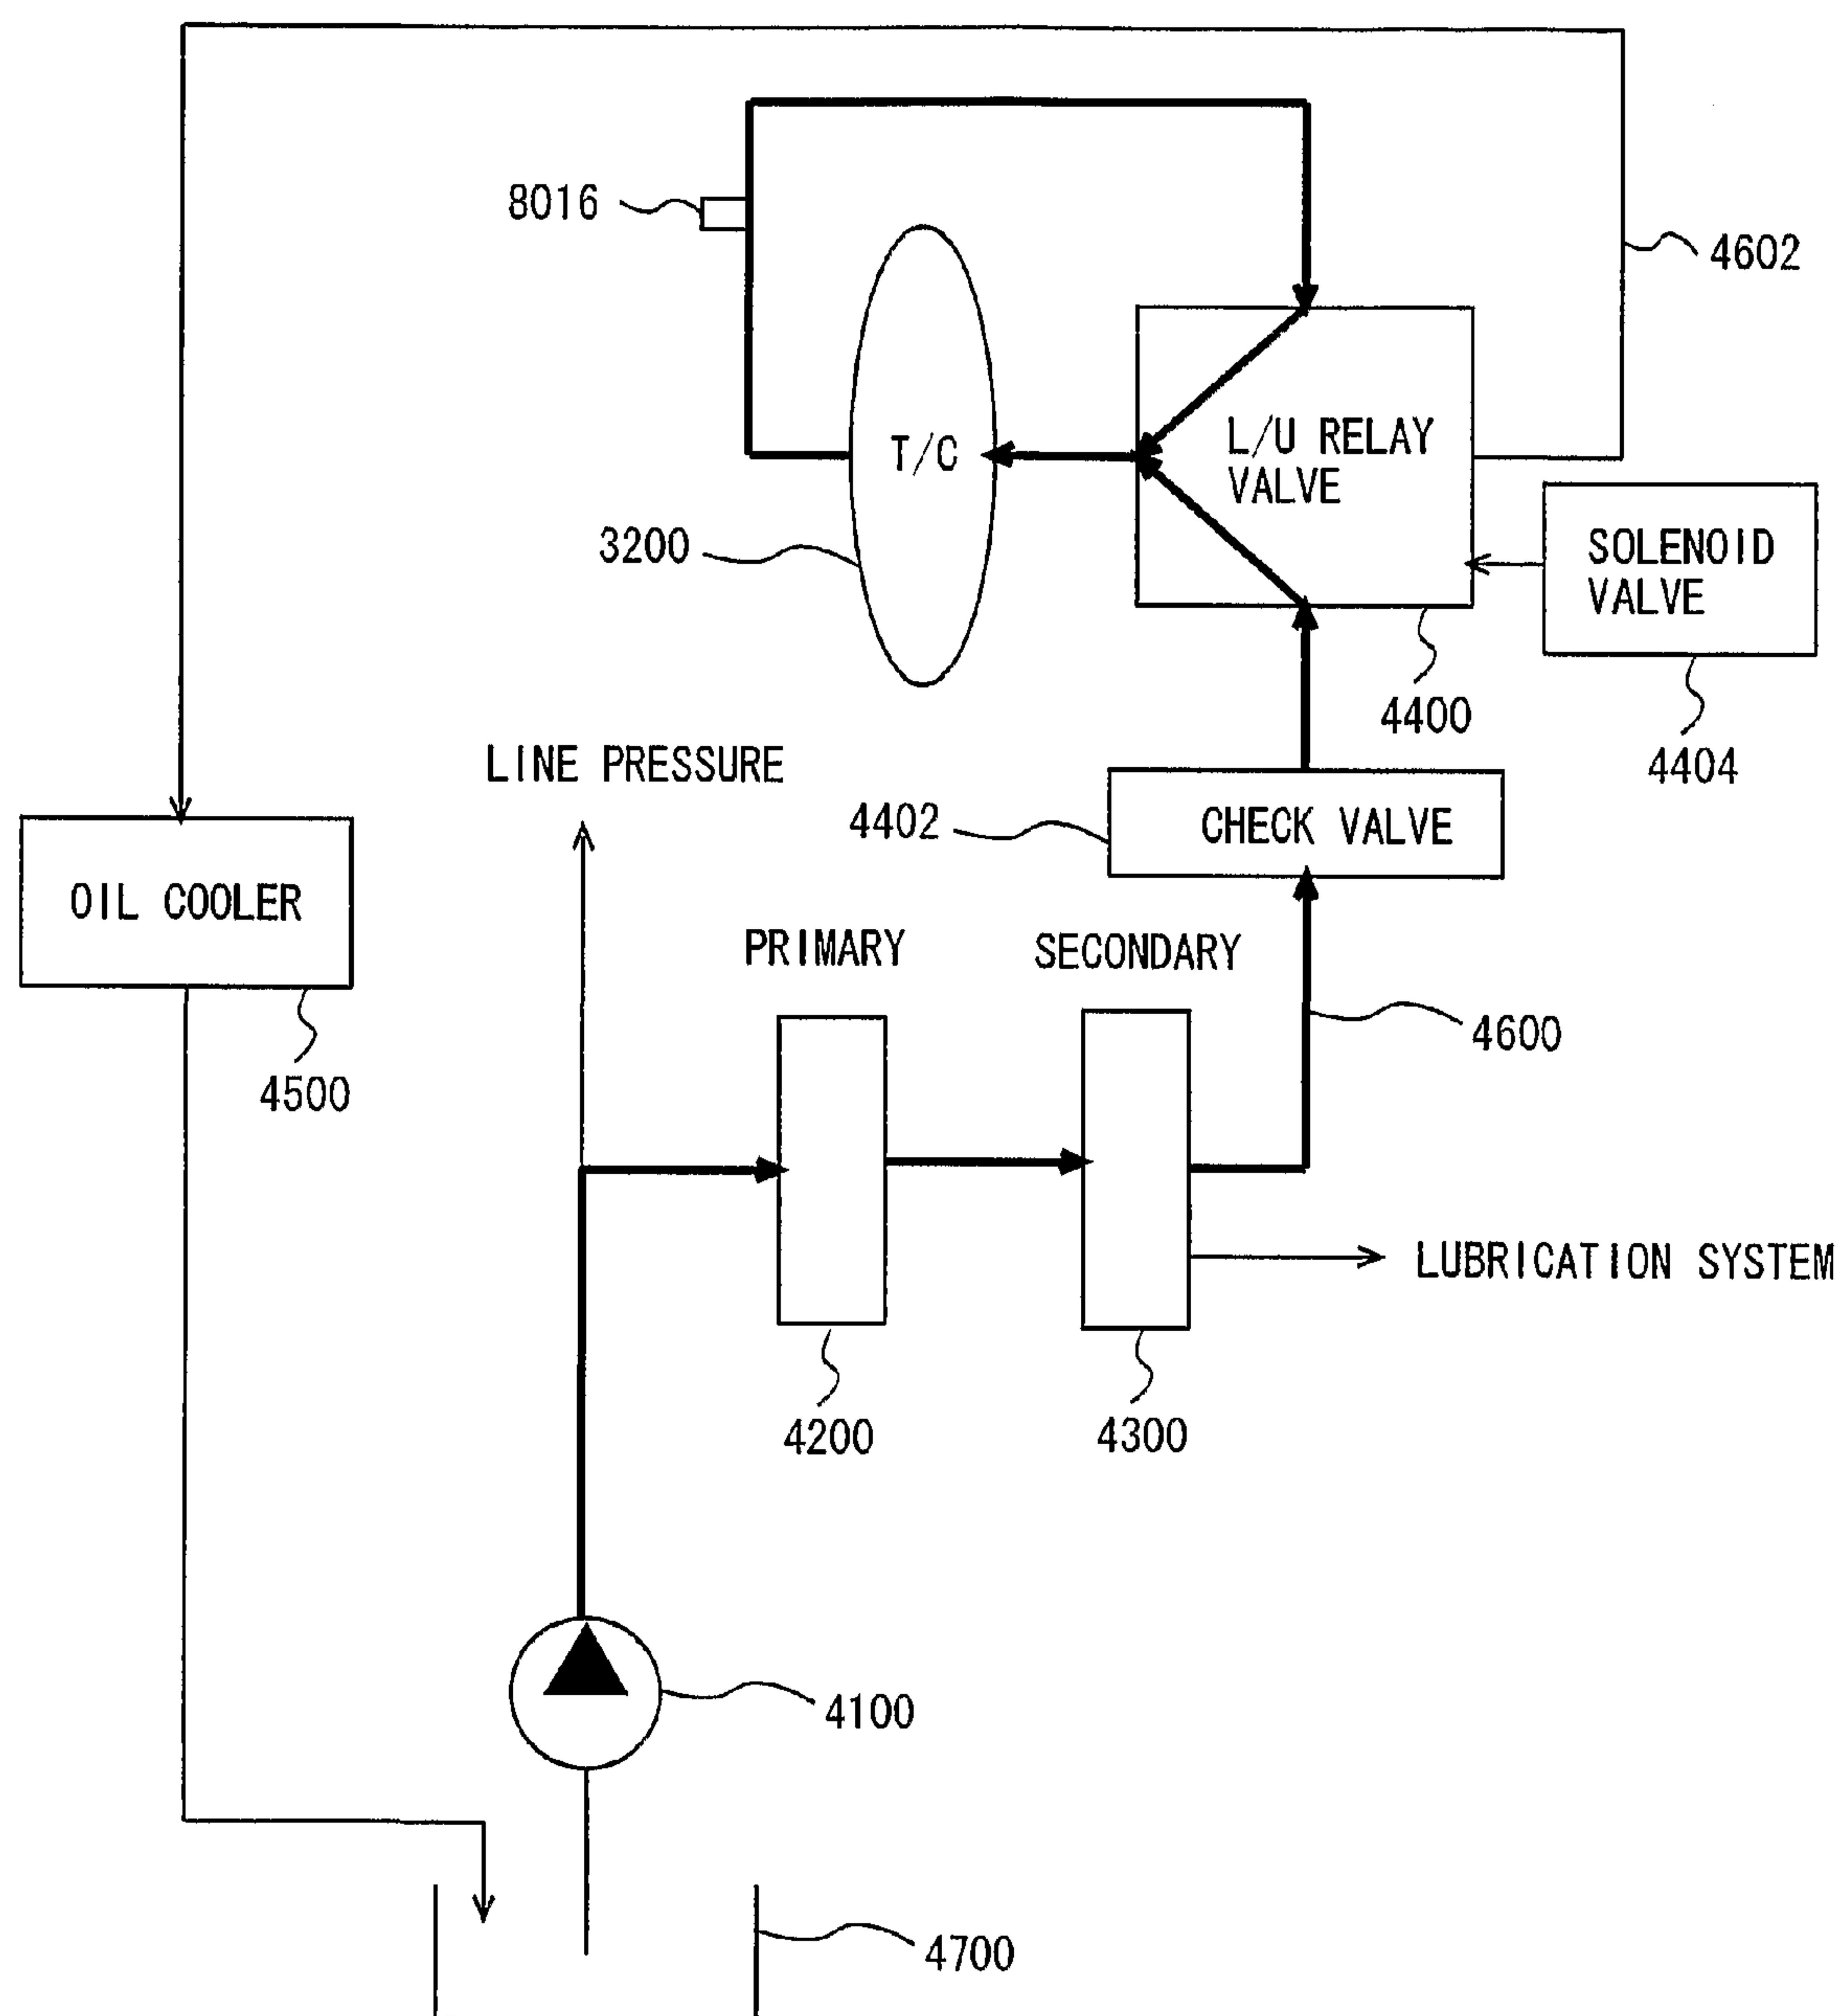 8016
4602
T/C
L/U RELAY
VALVE
3200
SOLENOID
VALVE
4400
4404
LINE PRESSURE
4402
CHECK VALVE
OIL COOLER
PRIMARY
SECONDARY
4600
4500
LUBRICATION SYSTEM
4200
4300
4100
4700